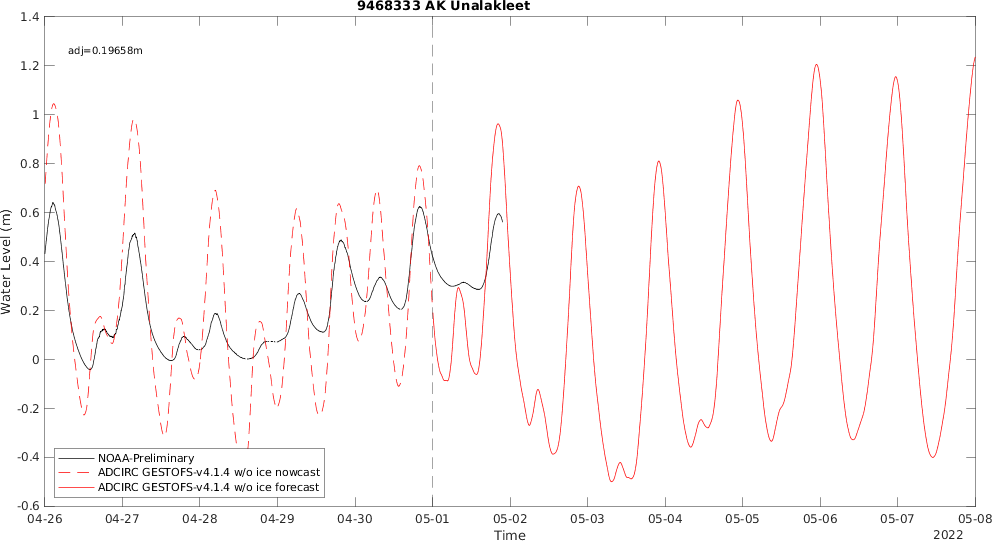 9468333 AK Unalakleet
adj=0.19658m
Water Level (m)
1.4
1.2
1
0.8
0.6
0.4
0.2
0
-0.2
-0.4
-0.6
NOAA-Preliminary
ADCIRC GESTOFS-v4.1.4 w/o ice nowcast
ADCIRC GESTOFS-v4.1.4 w/o ice forecast
04-26 04-27 04-28 04-29 04-30 05-01 05-02 05-03 05-04 05-05 05-06 05-07 05-08
Time
2022